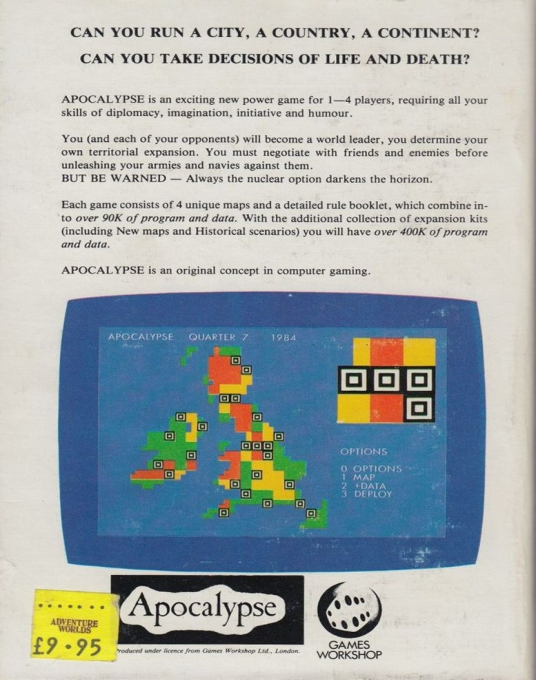 CAN YOU RUN A CITY, A COUNTRY, A CONTINENT?
CAN YOU TAKE DECISIONS OF LIFE AND DEATH?
APOCALYPSE is an exciting new power game for 1—4 players, requiring all your
skills of diplomacy, imagination, initiative and humour.
You (and each of your opponents) will become a world leader, you determine your
own territorial expansion. You must negotiate with friends and enemies before
unleashing your armies and navies against them.
BUT BE WARNED — Always the nuclear option darkens the horizon.
Each game consists of 4 unique maps and a detailed rule booklet, which combine in-
to over 90K of program and data. With the additional collection of expansion kits
(including New maps and Historical scenarios) you will have over 400K of program
and data.
APOCALYPSE is an original concept in computer gaming.
APOCALYPSE QUARTER 7 1984
OPTIONS
0 OPTIONS
1 MAP
2 +DATA
3 DEPLOY
Apocalypse
Produced under licence from Games Workshop Ltd., London.
GAMES
WORKSHOP
ADVENTURE
WORLDS
£9·95